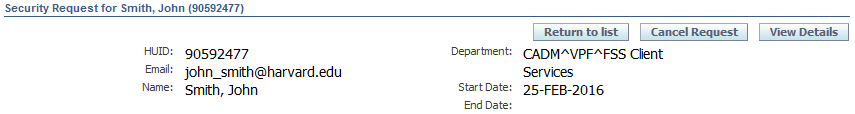 Security Request for Smith, John (90592477)
Return to list Cancel Request View Details
HUID: 90592477
Email: john_smith@harvard.edu
Name: Smith, John
Department: CADM^VPF^FSS Client
Services
Start Date: 25-FEB-2016
End Date: